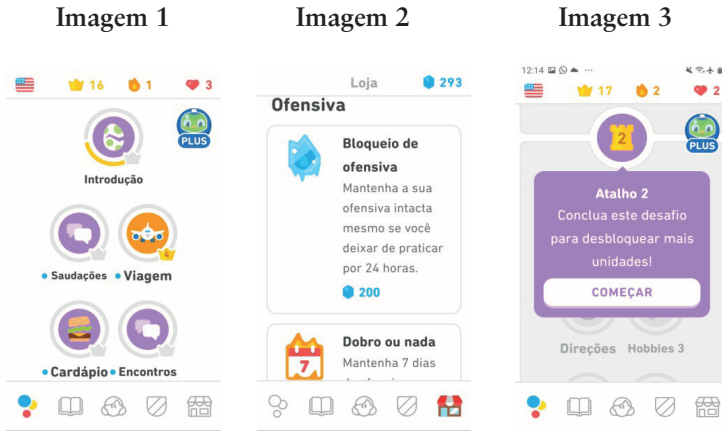 Imagem 1
Imagem 2
Imagem 3
16
1
3
PLUS
Introdução
Saudações
Viagem
4
Cardápio
Encontros
Loja
293
Ofensiva
Bloqueio de
ofensiva
Mantenha a sua
ofensiva intacta
mesmo se você
deixar de praticar
por 24 horas.
200
7
Dobro ou nada
Mantenha 7 dias
12:14
17
2
2
PLUS
2
Atalho 2
Conclua este desafio
para desbloquear mais
unidades!
COMEÇAR
Direções
Hobbies 3